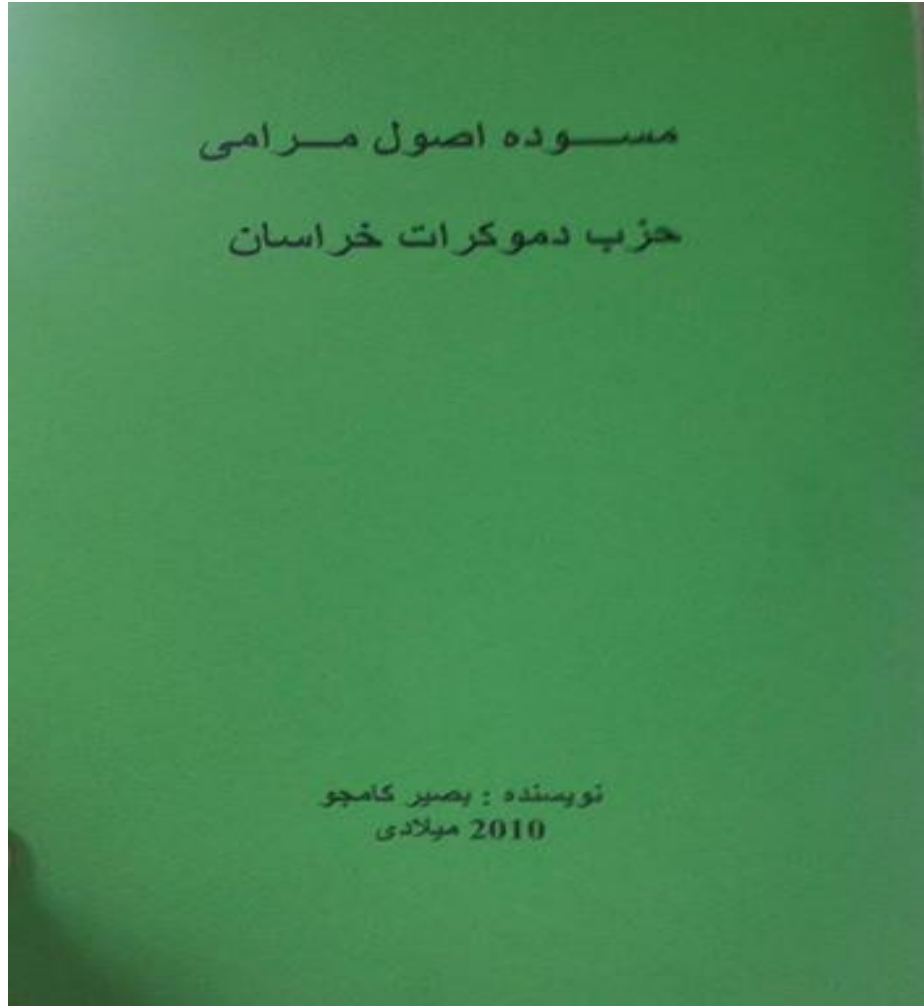 مســـوده اصول مـــرامی
حزب دموکرات خراسان
نویسنده : بصیر کامجو
2010 میلادی